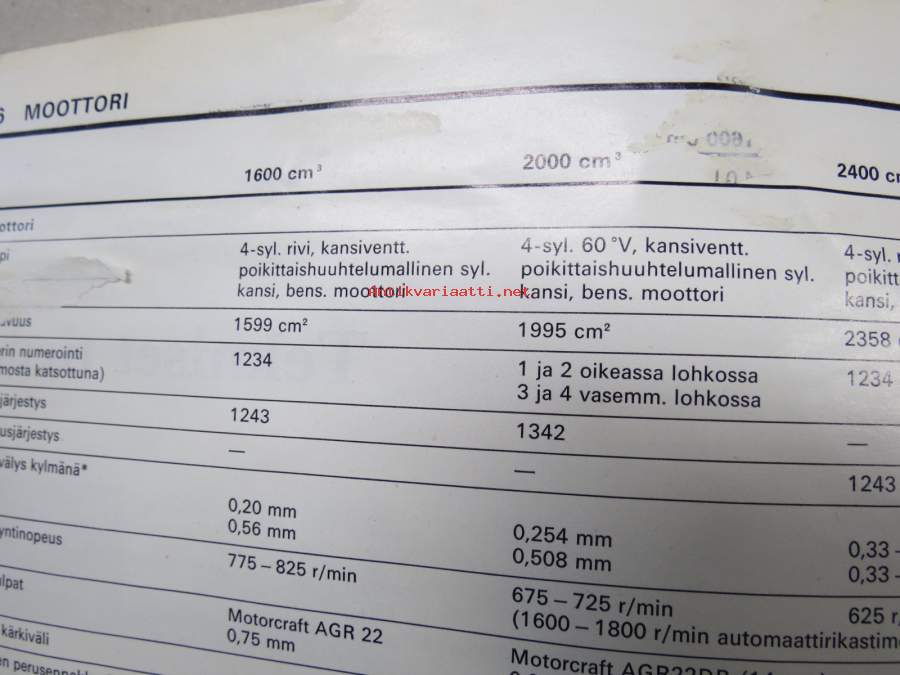 6 MOOTTORI
1600 cm³ 2000 cm³ 2400
ottori
4-syl. rivi, kansiventt. 4-syl. 60 °V, kansiventt. 4-syl.
poikittaishuuhtelumallinen syl. poikittaishuuhtelumallinen syl.
kansi, bens. moottori kansi, bens. moottori kansi,
antikvariaatti.net
1599 cm² 1995 cm² 2358
erin numerointi 1234 1 ja 2 oikeassa lohkossa 1234
mosta katsottuna) 3 ja 4 vasemm. lohkossa
järjestys 1243 1342 —
usjärjestys — — 1243
välys kylmänä*
0,20 mm 0,254 mm 0,33 –
0,56 mm 0,508 mm 0,33 –
yntinopeus 775 – 825 r/min 675 – 725 r/min 625 r/
(1600 – 1800 r/min automaattirikastime
ulpat Motorcraft AGR 22 Motorcraft
kärkiväli 0,75 mm